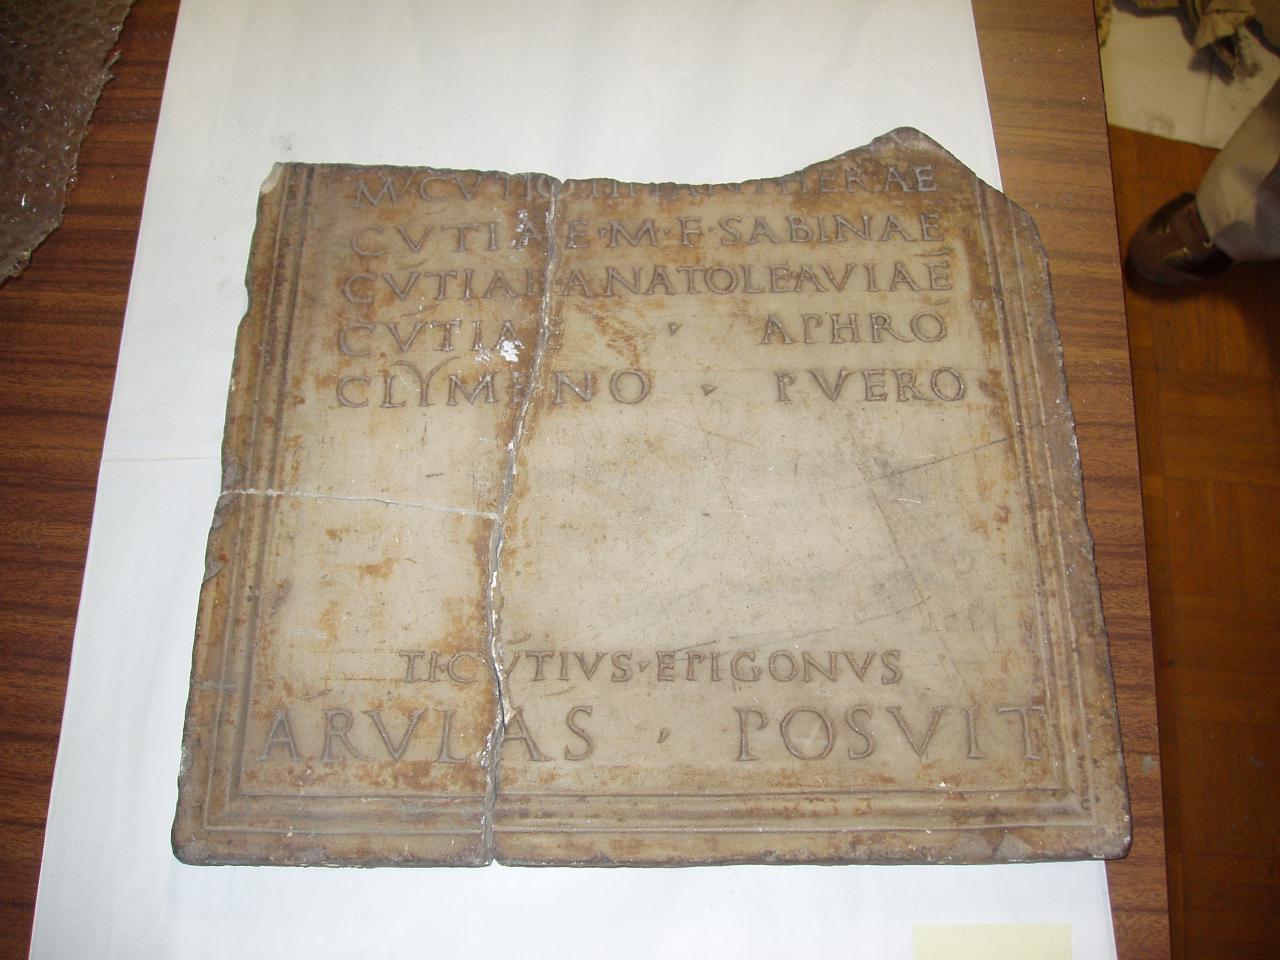 M·CVTIO PANTHERAE
CVTIAE·M·F·SABINAE
CVTIAE ANATOLE AVIAE
CVTIAE · APHRO
CLYMENO · PVERO
TI·CVTIVS·EPIGONVS
ARVLAS · POSVIT